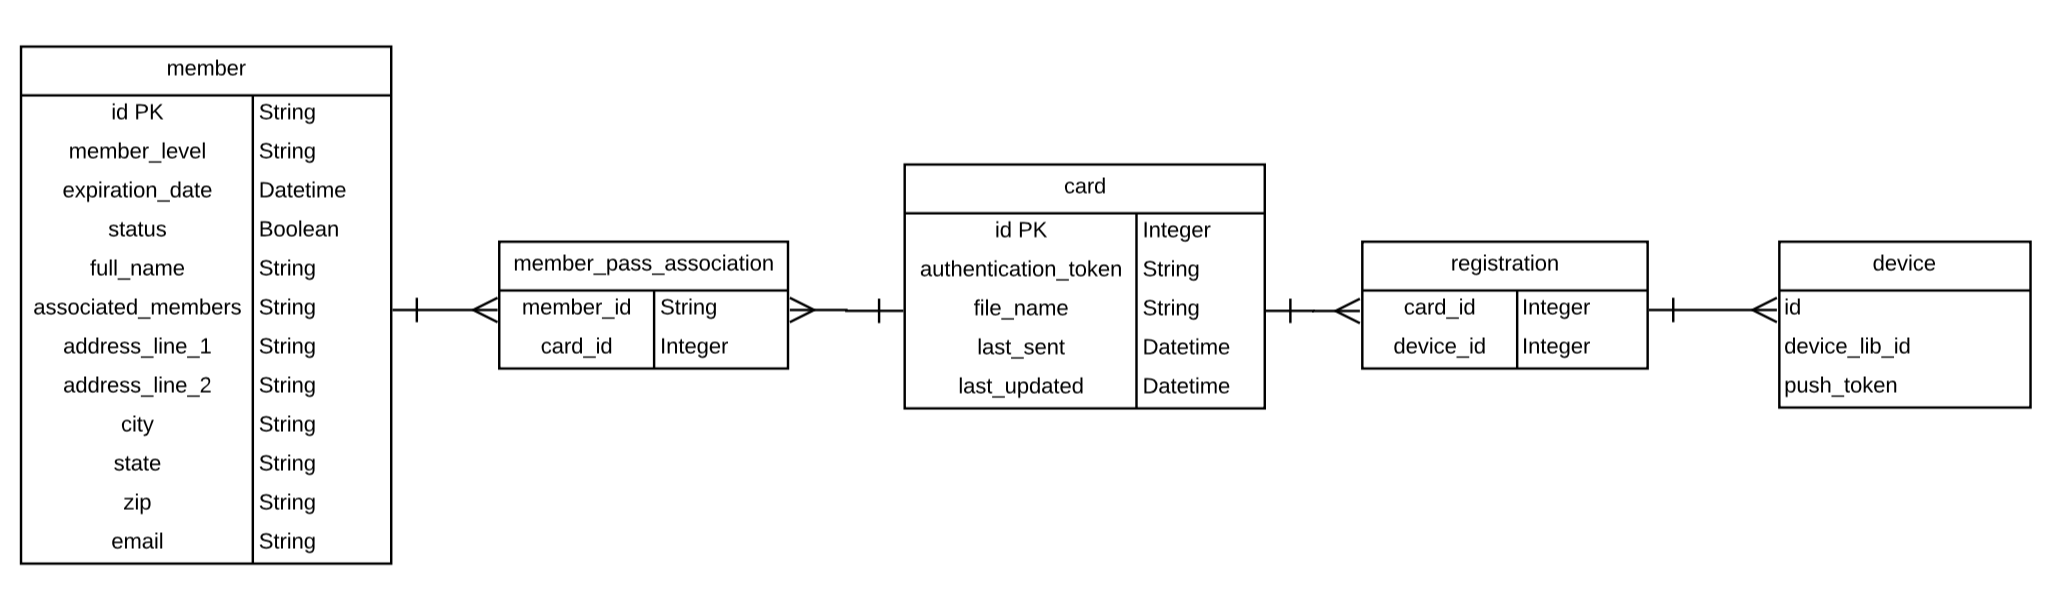 member
id PK String
member_level String
expiration_date Datetime
status Boolean
full_name String
associated_members String
address_line_1 String
address_line_2 String
city String
state String
zip String
email String
member_pass_association
member_id String
card_id Integer
card
id PK Integer
authentication_token String
file_name String
last_sent Datetime
last_updated Datetime
registration
card_id Integer
device_id Integer
device
id
device_lib_id
push_token